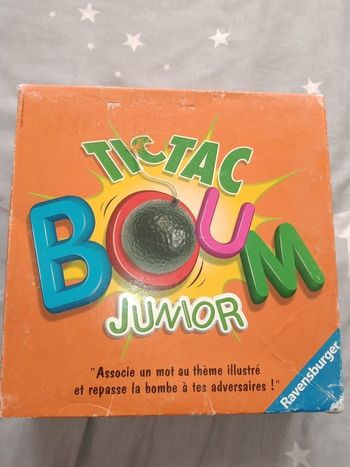 TIC TAC
BOUM
JUNIOR
"Associe un mot au thème illustré
et repasse la bombe à tes adversaires !"
Ravensburger